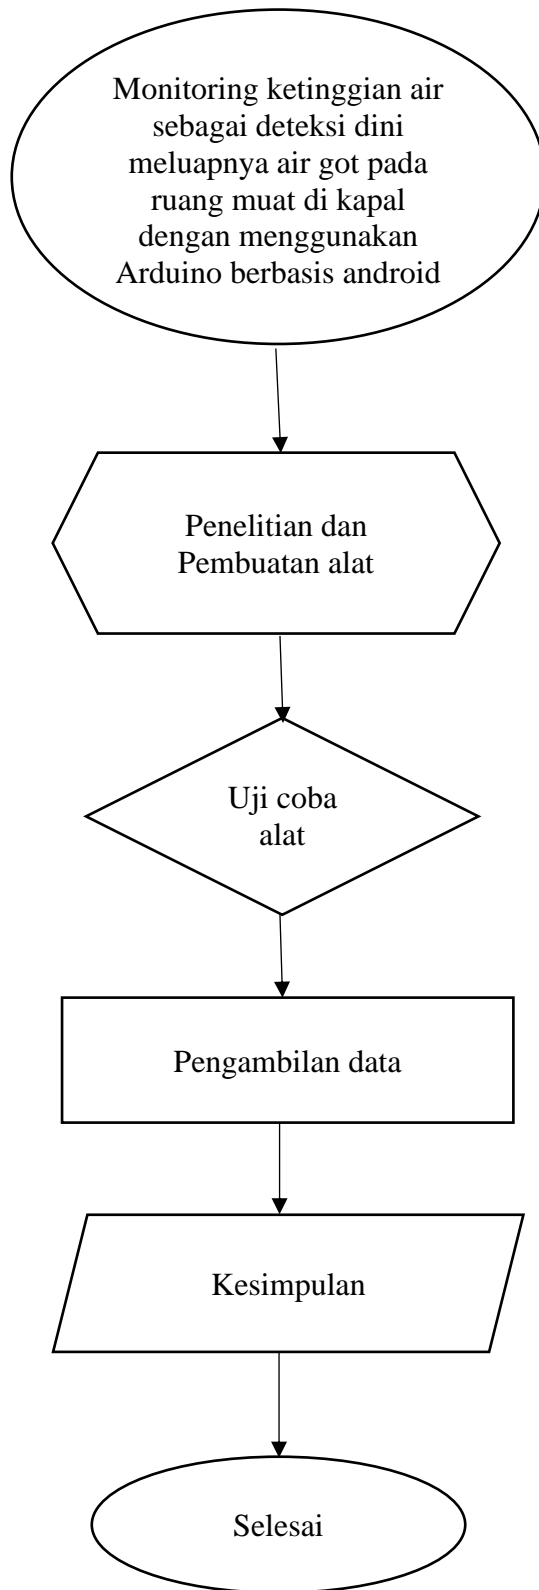 Monitoring ketinggian air
sebagai deteksi dini
meluapnya air got pada
ruang muat di kapal
dengan menggunakan
Arduino berbasis android
Penelitian dan
Pembuatan alat
Uji coba
alat
Pengambilan data
Kesimpulan
Selesai